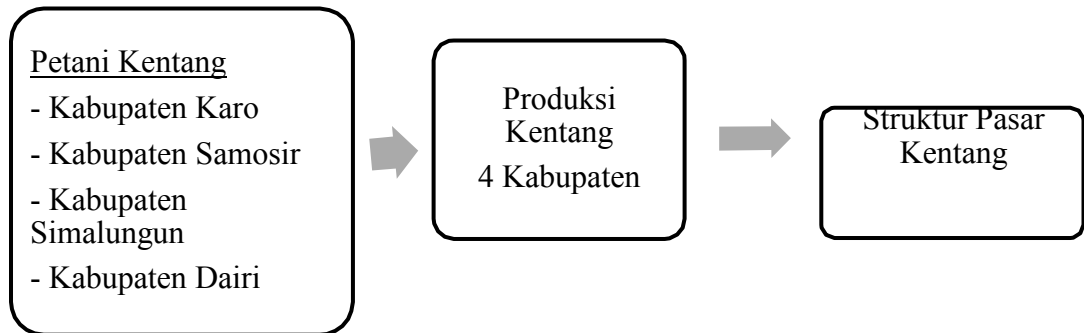 Petani Kentang
- Kabupaten Karo
- Kabupaten Samosir
- Kabupaten
Simalungun
- Kabupaten Dairi
Produksi
Kentang
4 Kabupaten
Struktur Pasar
Kentang